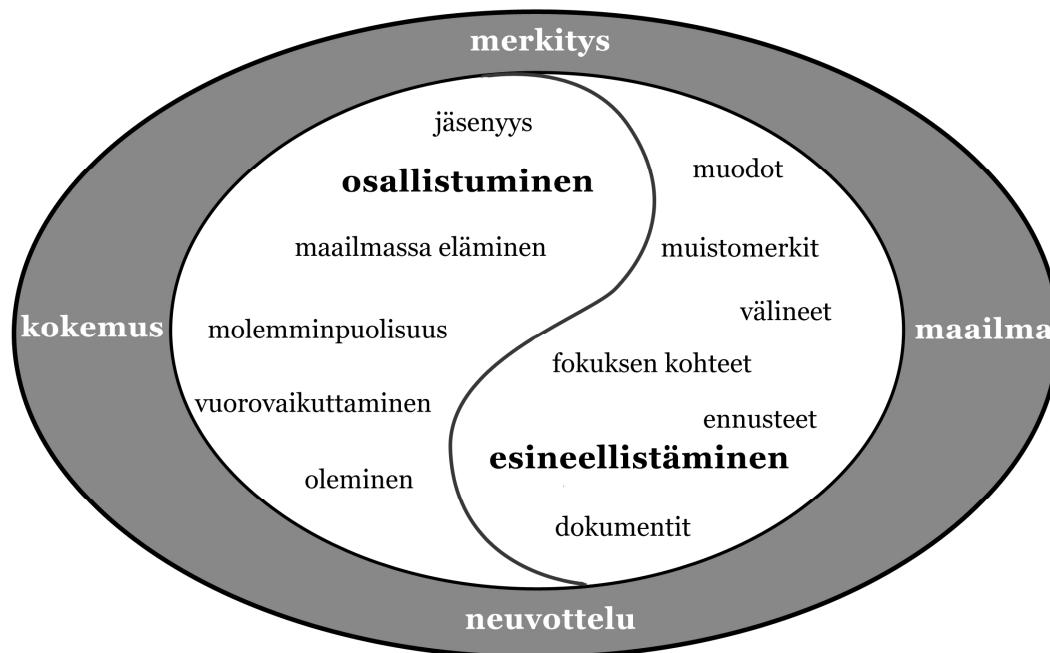 merkitys
jäsenyys
muodot
osallistuminen
maailmassa eläminen
muistomerkit
välineet
kokemus
molemminpuolisuus
maailma
fokuksen kohteet
vuorovaikuttaminen
ennusteet
esineellistäminen
oleminen
dokumentit
neuvottelu